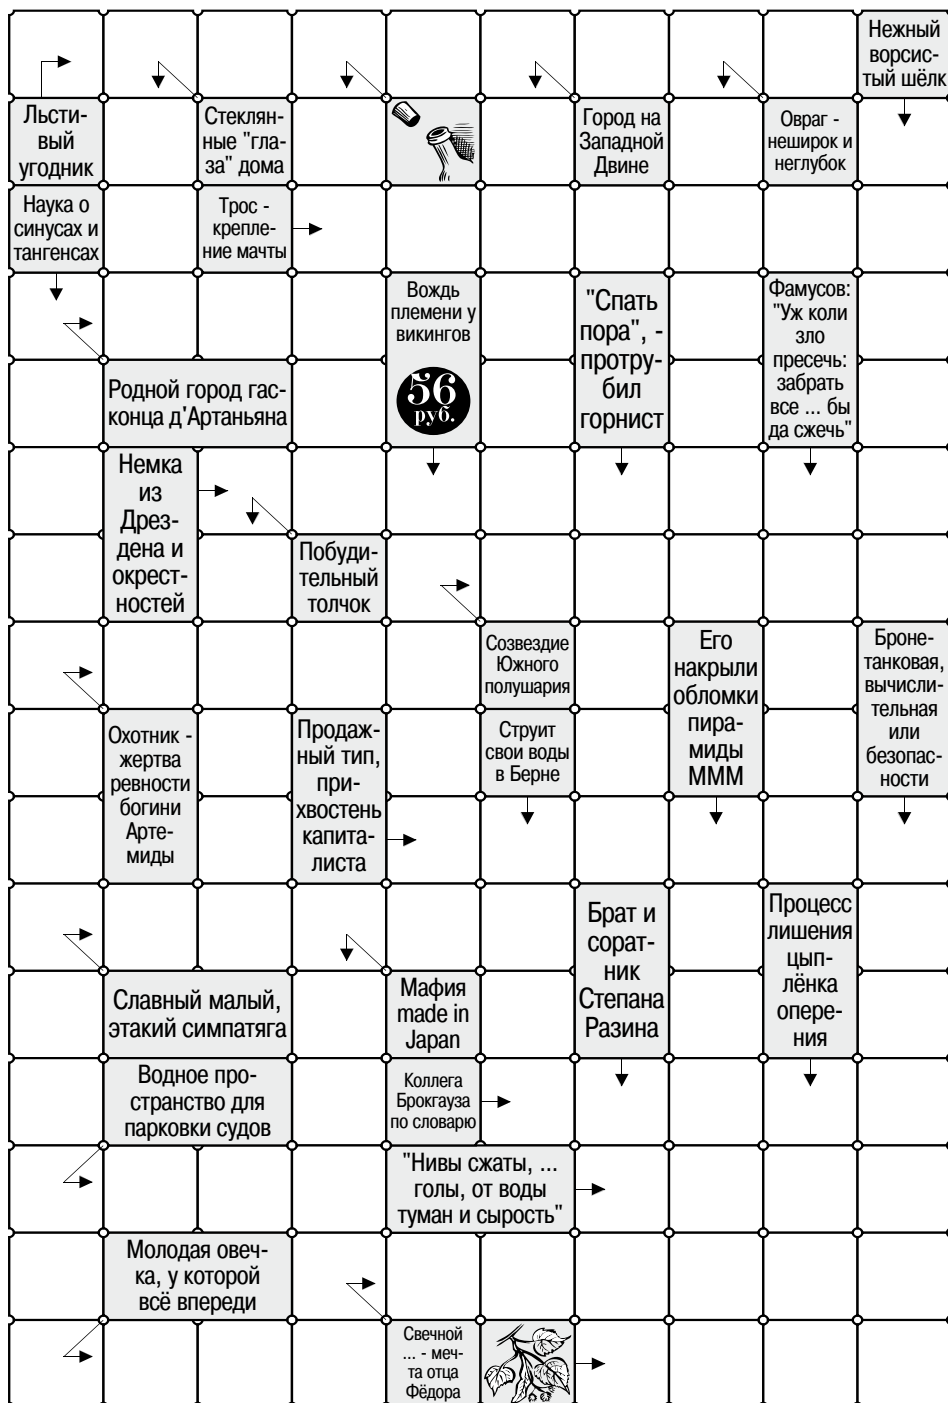 Нежный
ворсис-
тый шёлк
Льсти-
вый
угодник
Стеклян-
ные "гла-
за" дома
Город на
Западной
Двине
Овраг -
неширок и
неглубок
Наука о
синусах и
тангенсах
Трос -
крепле-
ние мачты
Вождь
племени у
викингов
56
руб.
"Спать
пора", -
протру-
бил
горнист
Фамусов:
"Уж коли
зло
пресечь:
забрать
все ... бы
да сжечь"
Родной город гас-
конца д'Артаньяна
Немка
из
Дрез-
дена и
окрест-
ностей
Побуди-
тельный
толчок
Созвездие
Южного
полушария
Его
накрыли
обломки
пира-
миды
МММ
Броне-
танковая,
вычисли-
тельная
или
безопас-
ности
Охотник -
жертва
ревности
богини
Арте-
миды
Продаж-
ный тип,
при-
хвостень
капита-
листа
Струит
свои воды
в Берне
Брат и
сорат-
ник
Степана
Разина
Процесс
лишения
цып-
лёнка
опере-
ния
Славный малый,
этакий симпатяга
Мафия
made in
Japan
Водное про-
странство для
парковки судов
Коллега
Брокгауза
по словарю
"Нивы сжаты, ...
голы, от воды
туман и сырость"
Молодая овеч-
ка, у которой
всё впереди
Свечной
... - меч-
та отца
Фёдора